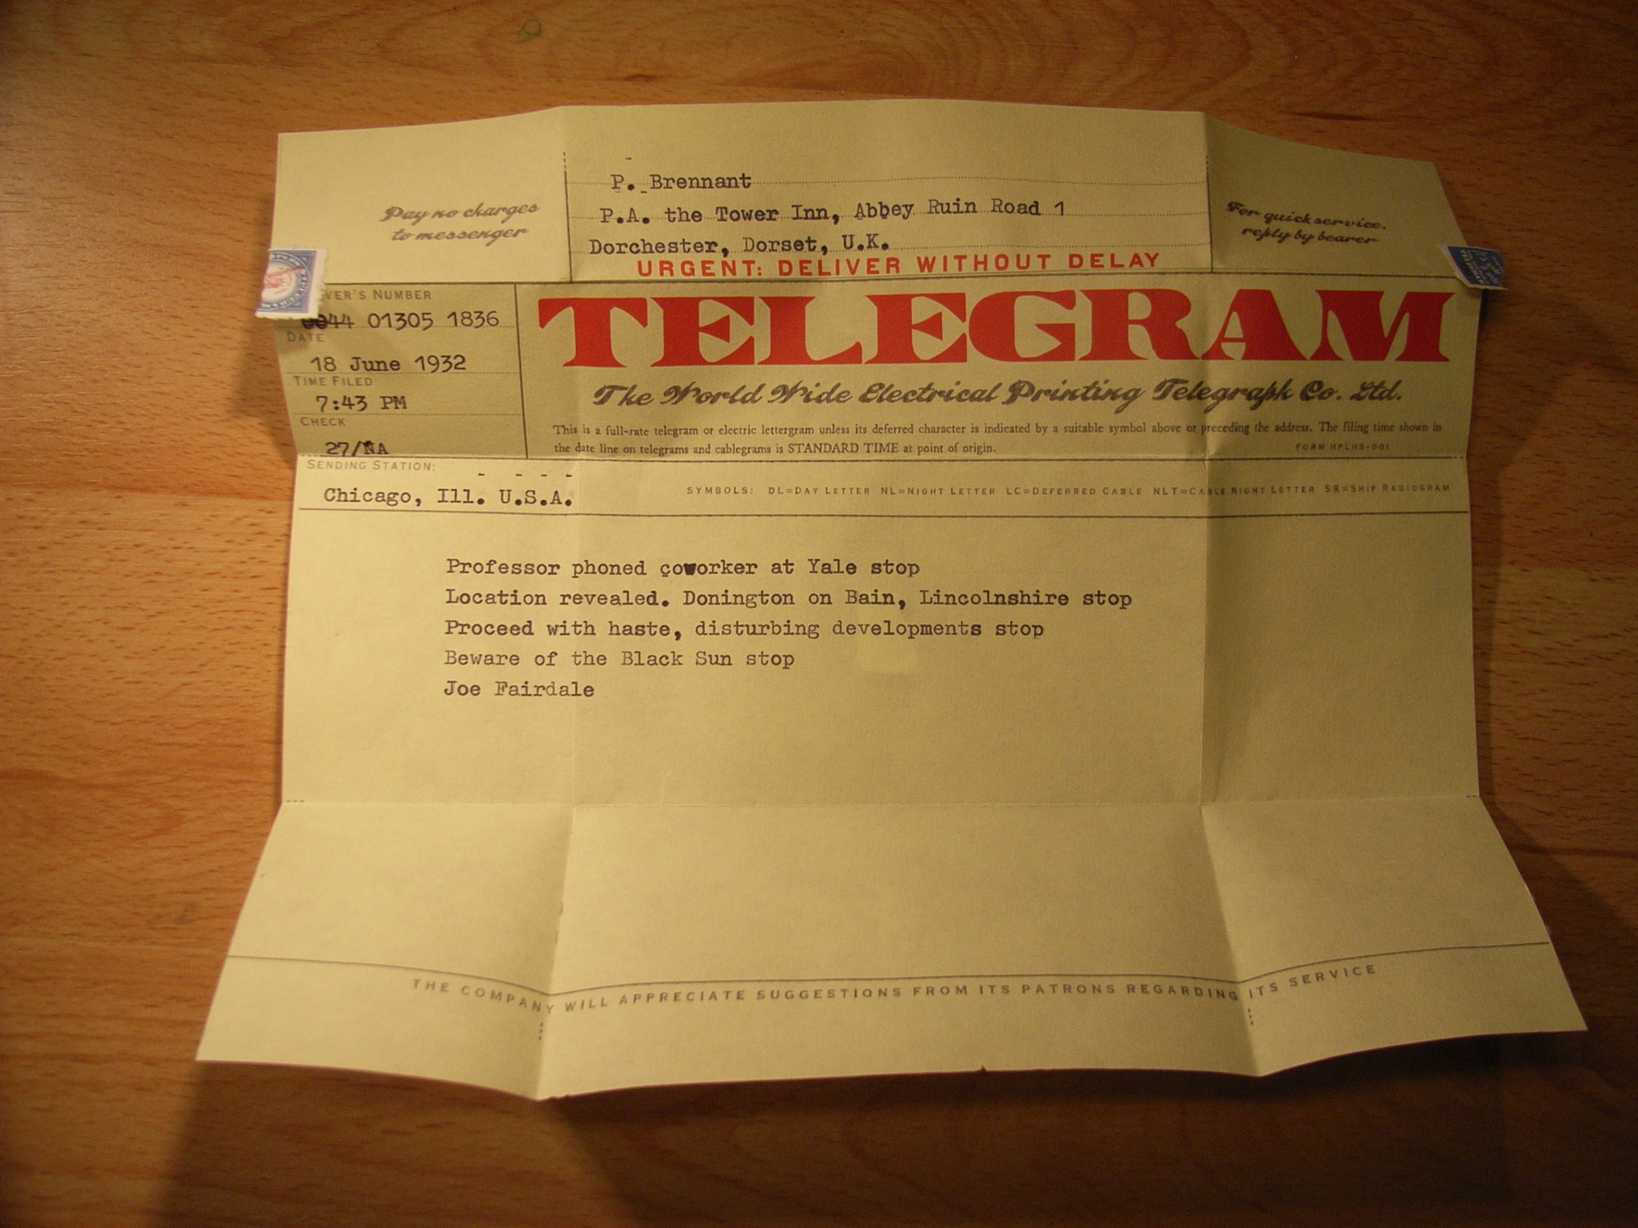 P. Brennant
P.A. the Tower Inn, Abbey Ruin Road 1
Dorchester, Dorset, U.K.
URGENT: DELIVER WITHOUT DELAY
Pay no charges
to messenger
For quick service,
reply by bearer
VER'S NUMBER
0044 01305 1836
DATE
18 June 1932
TIME FILED
7:43 PM
CHECK
27/NA
TELEGRAM
The World Wide Electrical Printing Telegraph Co. Ltd.
This is a full-rate telegram or electric lettergram unless its deferred character is indicated by a suitable symbol above or preceding the address. The filing time shown in
the date line on telegrams and cablegrams is STANDARD TIME at point of origin.
FORM HPLHS-001
SENDING STATION:
Chicago, Ill. U.S.A.
SYMBOLS: DL=DAY LETTER NL=NIGHT LETTER LC=DEFERRED CABLE NLT=CABLE NIGHT LETTER SR=SHIP RADIOGRAM
Professor phoned coworker at Yale stop
Location revealed. Donington on Bain, Lincolnshire stop
Proceed with haste, disturbing developments stop
Beware of the Black Sun stop
Joe Fairdale
THE COMPANY WILL APPRECIATE SUGGESTIONS FROM ITS PATRONS REGARDING ITS SERVICE